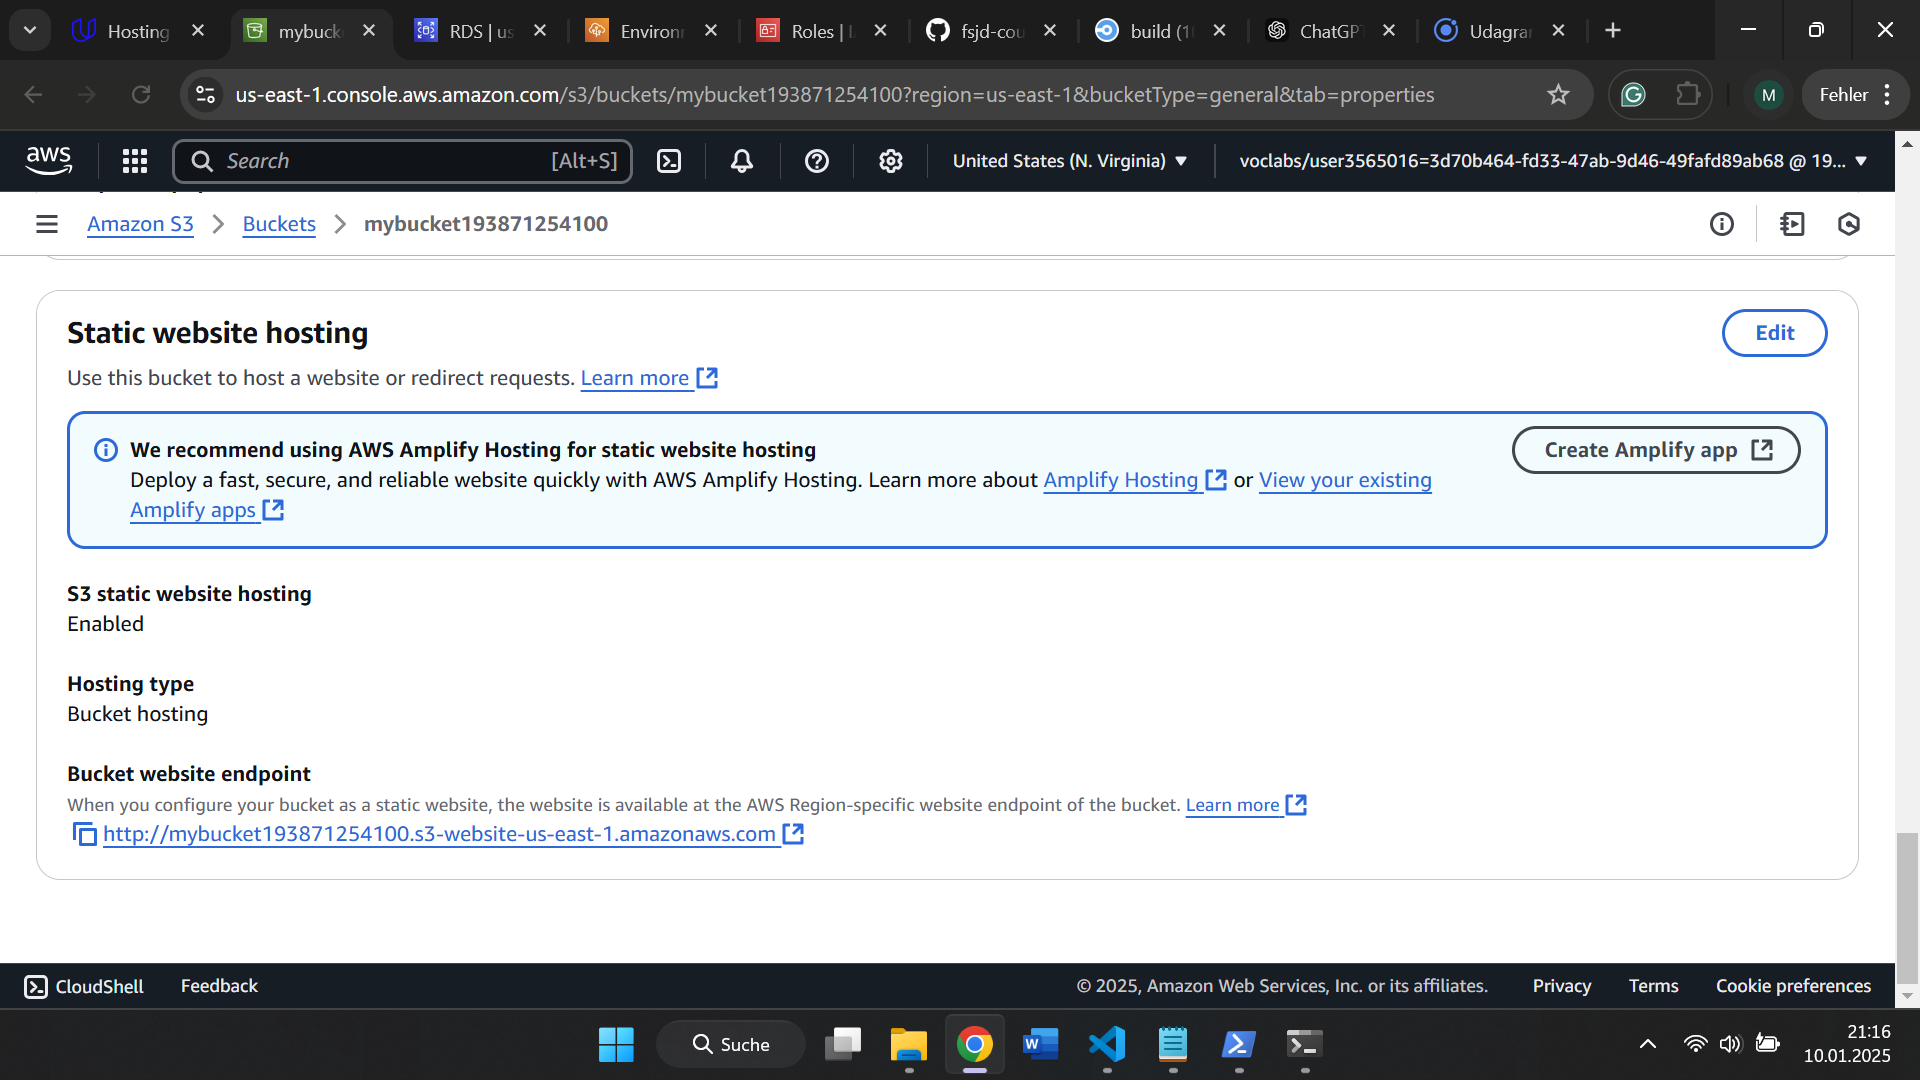 Hosting
mybuck
RDS | us
Environ
Roles | I
fsjd-cou
build (1
ChatGPT
Udagrar
us-east-1.console.aws.amazon.com/s3/buckets/mybucket193871254100?region=us-east-1&bucketType=general&tab=properties
M
Fehler
aws
Search
[Alt+S]
United States (N. Virginia)
voclabs/user3565016=3d70b464-fd33-47ab-9d46-49fafd89ab68 @ 19...
Amazon S3
Buckets
mybucket193871254100
Static website hosting
Edit
Use this bucket to host a website or redirect requests. Learn more
We recommend using AWS Amplify Hosting for static website hosting
Create Amplify app
Deploy a fast, secure, and reliable website quickly with AWS Amplify Hosting. Learn more about Amplify Hosting or View your existing
Amplify apps
S3 static website hosting
Enabled
Hosting type
Bucket hosting
Bucket website endpoint
When you configure your bucket as a static website, the website is available at the AWS Region-specific website endpoint of the bucket. Learn more
http://mybucket193871254100.s3-website-us-east-1.amazonaws.com
CloudShell
Feedback
© 2025, Amazon Web Services, Inc. or its affiliates.
Privacy
Terms
Cookie preferences
Suche
21:16
10.01.2025